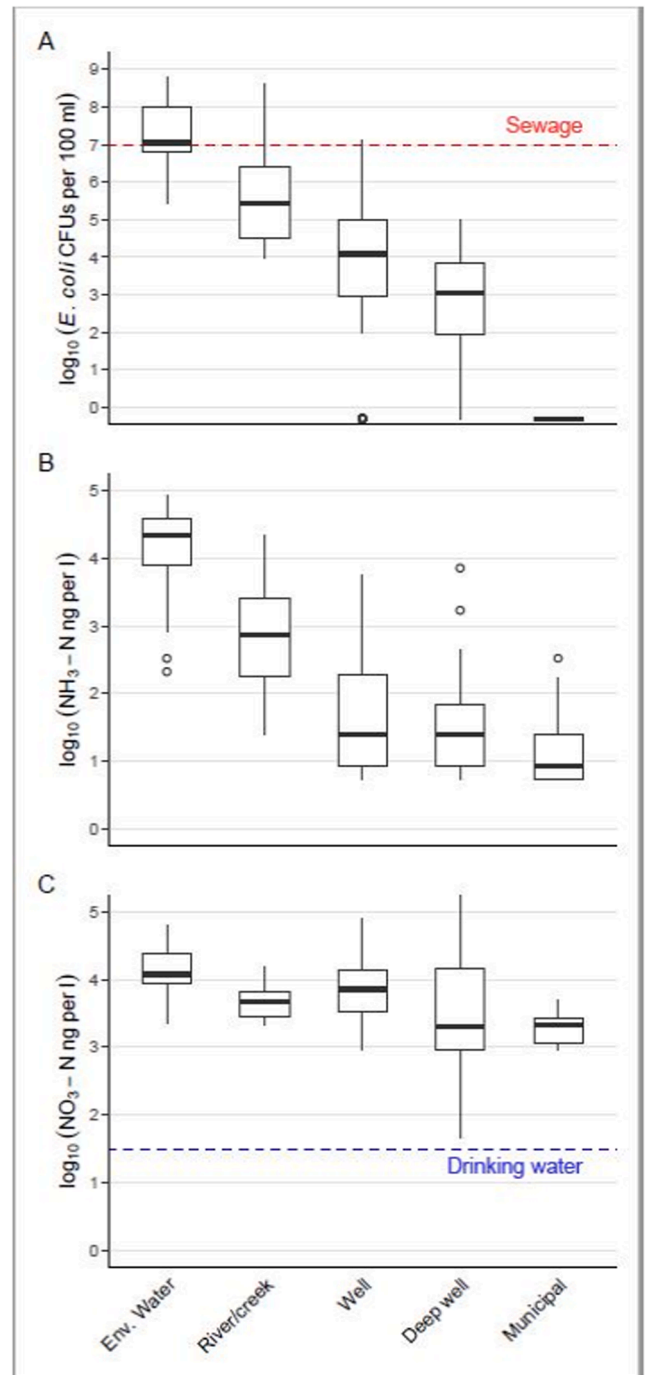 A
log₁₀ (E. coli CFUs per 100 ml)
9
8
7
6
5
4
3
2
1
0
Sewage
B
log₁₀ (NH₃ – N ng per l)
5
4
3
2
1
0
C
log₁₀ (NO₃ – N ng per l)
5
4
3
2
1
0
Drinking water
Env. Water
River/creek
Well
Deep well
Municipal